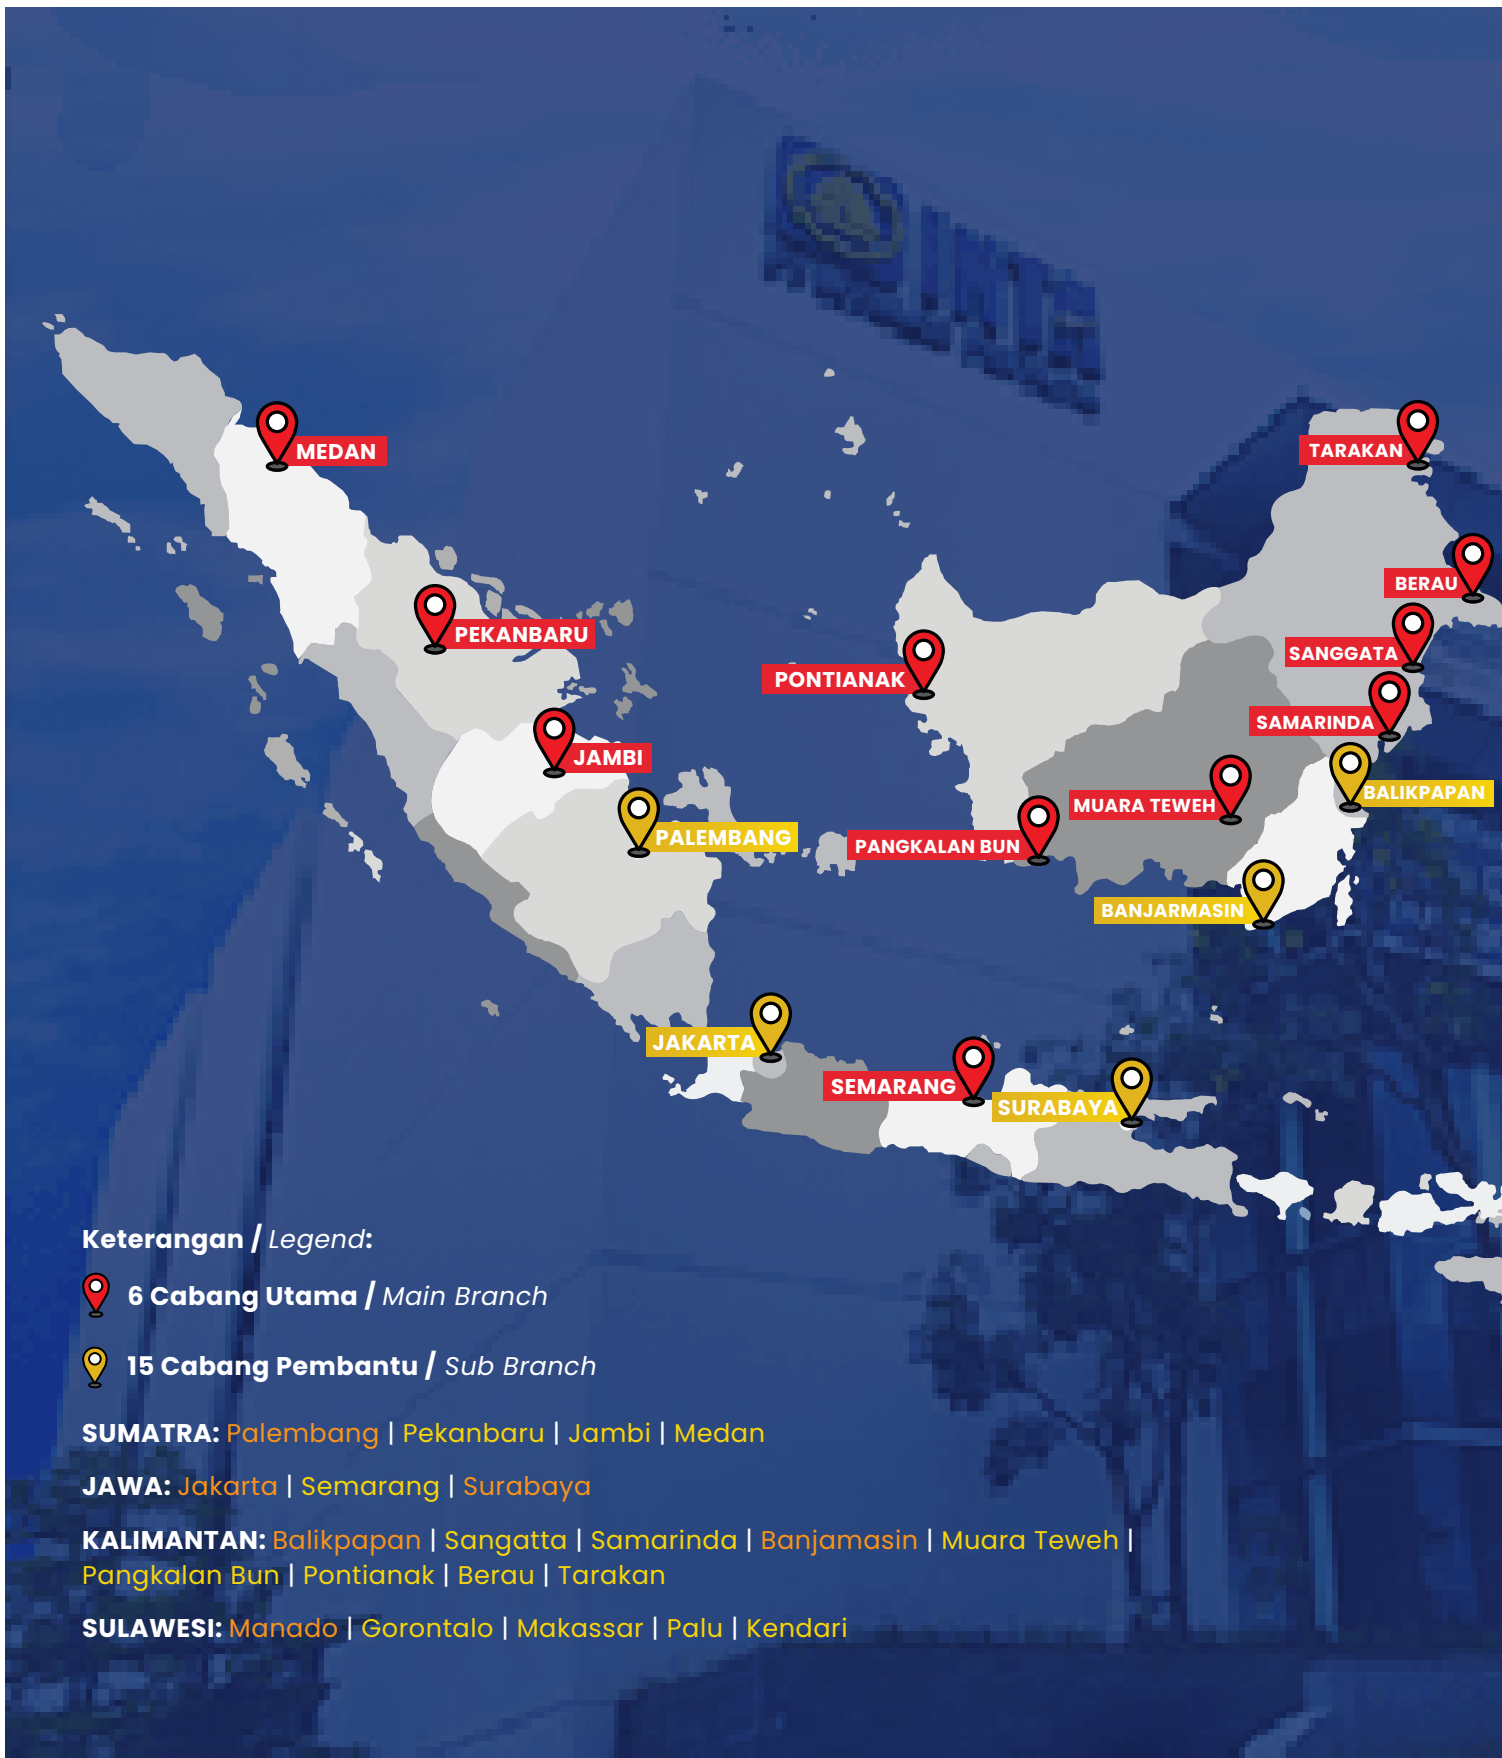 MEDAN
TARAKAN
BERAU
PEKANBARU
SANGGATA
PONTIANAK
SAMARINDA
JAMBI
BALIKPAPAN
MUARA TEWEH
PALEMBANG
PANGKALAN BUN
BANJARMASIN
JAKARTA
SEMARANG
SURABAYA
Keterangan / Legend:
6 Cabang Utama / Main Branch
15 Cabang Pembantu / Sub Branch
SUMATRA: Palembang | Pekanbaru | Jambi | Medan
JAWA: Jakarta | Semarang | Surabaya
KALIMANTAN: Balikpapan | Sangatta | Samarinda | Banjamasin | Muara Teweh |
Pangkalan Bun | Pontianak | Berau | Tarakan
SULAWESI: Manado | Gorontalo | Makassar | Palu | Kendari